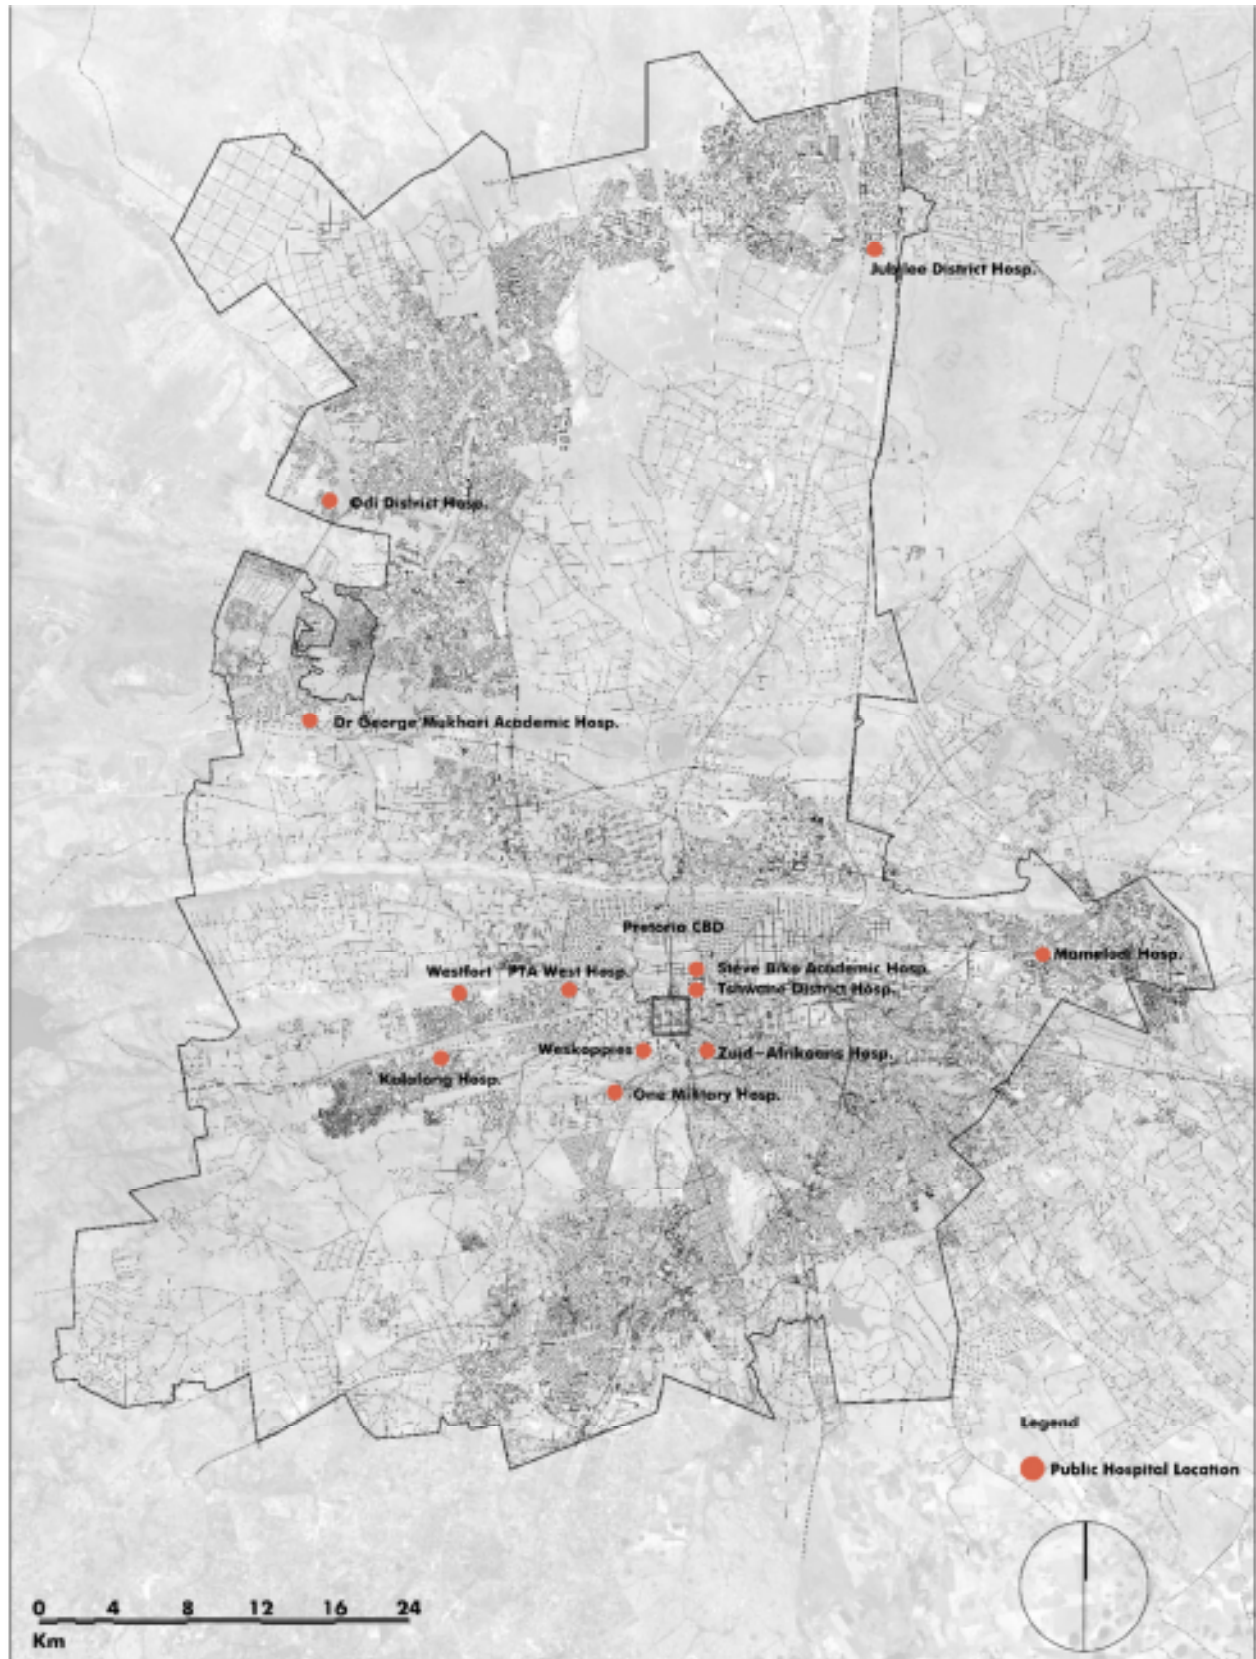 Jubilee District Hosp.
Odi District Hosp.
Dr George Mukhari Academic Hosp.
Pretoria CBD
Mamelodi Hosp.
Steve Biko Academic Hosp.
Westfort PTA West Hosp.
Tshwane District Hosp.
Weskoppies
Zuid-Afrikaans Hosp.
Kalafong Hosp.
One Military Hosp.
Legend
Public Hospital Location
0 4 8 12 16 24
Km